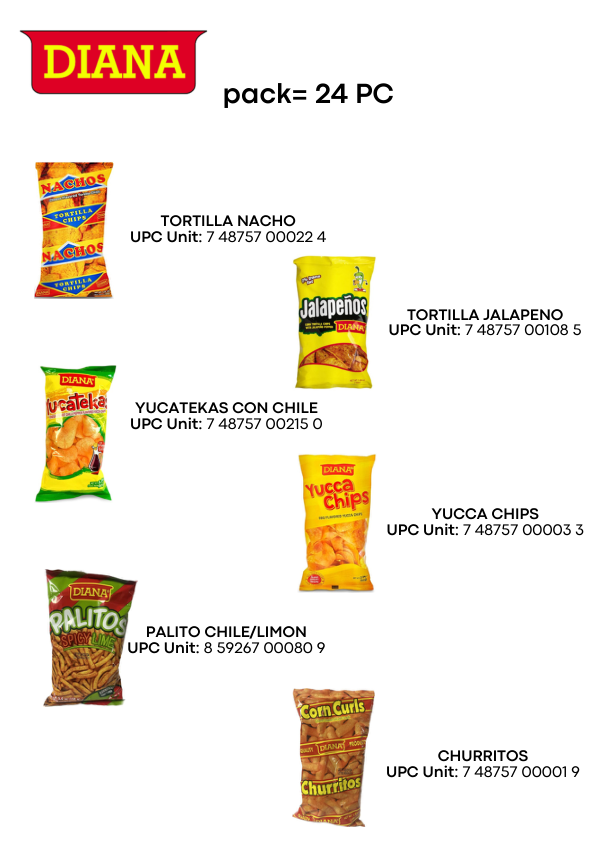 DIANA
pack= 24 PC
NACHOS
TORTILLA
CHIPS
NACHOS
TORTILLA
CHIPS
TORTILLA NACHO
UPC Unit: 7 48757 00022 4
Jalapeños
DIANA
TORTILLA JALAPENO
UPC Unit: 7 48757 00108 5
DIANA
Yucatekas
YUCATEKAS CON CHILE
UPC Unit: 7 48757 00215 0
DIANA
Yucca
Chips
YUCCA CHIPS
UPC Unit: 7 48757 00003 3
DIANA
PALITOS
SPICY LIME
PALITO CHILE/LIMON
UPC Unit: 8 59267 00080 9
Corn Curls
DIANA
Churritos
CHURRITOS
UPC Unit: 7 48757 00001 9